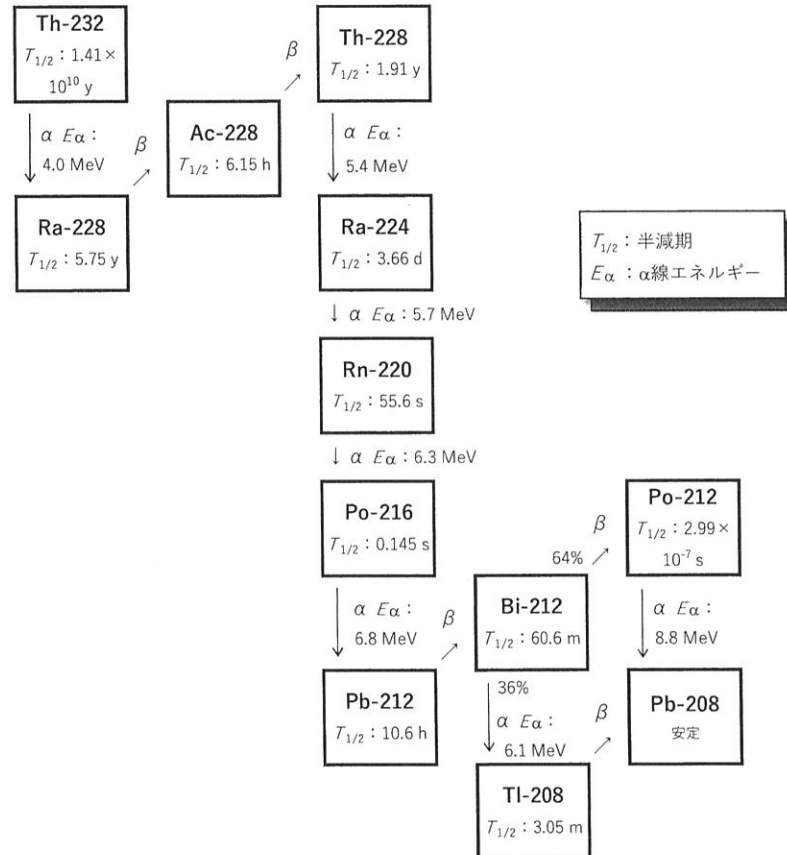 Th-232
T1/2：1.41×
10¹⁰ y
α Eα：
4.0 MeV
Ra-228
T1/2：5.75 y
β
Ac-228
T1/2：6.15 h
β
Th-228
T1/2：1.91 y
α Eα：
5.4 MeV
Ra-224
T1/2：3.66 d
↓ α Eα：5.7 MeV
Rn-220
T1/2：55.6 s
↓ α Eα：6.3 MeV
Po-216
T1/2：0.145 s
α Eα：
6.8 MeV
Pb-212
T1/2：10.6 h
β
Bi-212
T1/2：60.6 m
64%
β
Po-212
T1/2：2.99×
10⁻⁷ s
α Eα：
8.8 MeV
36%
α Eα：
6.1 MeV
Tl-208
T1/2：3.05 m
β
Pb-208
安定
T1/2：半減期
Eα：α線エネルギー